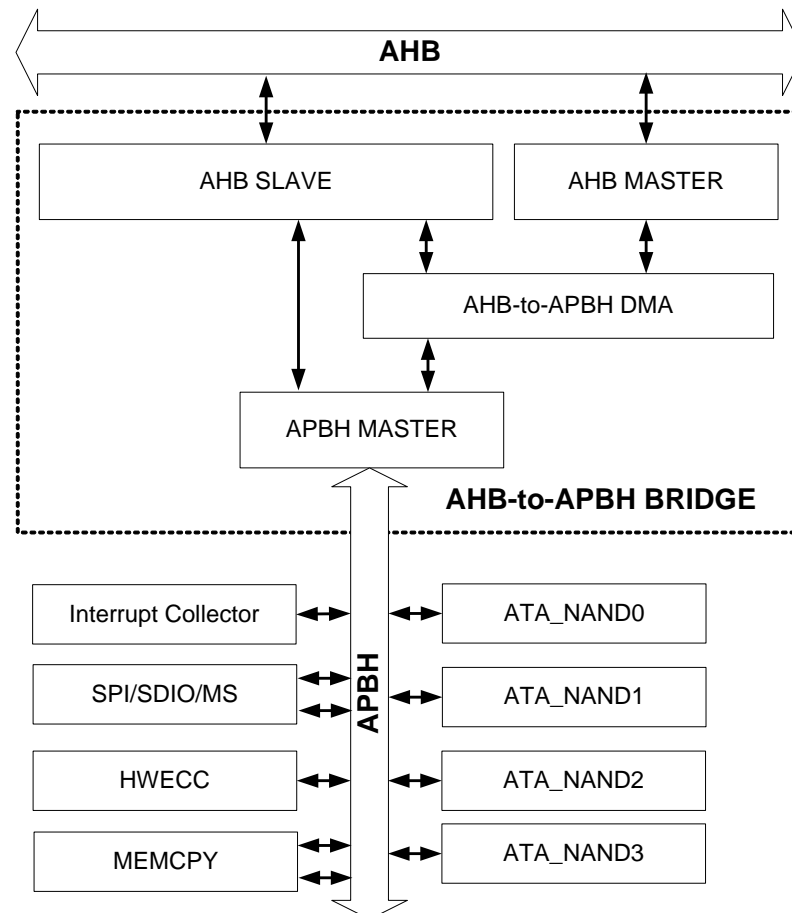 AHB
AHB SLAVE
AHB MASTER
AHB-to-APBH DMA
APBH MASTER
AHB-to-APBH BRIDGE
Interrupt Collector
ATA_NAND0
SPI/SDIO/MS
APBH
ATA_NAND1
HWECC
ATA_NAND2
MEMCPY
ATA_NAND3